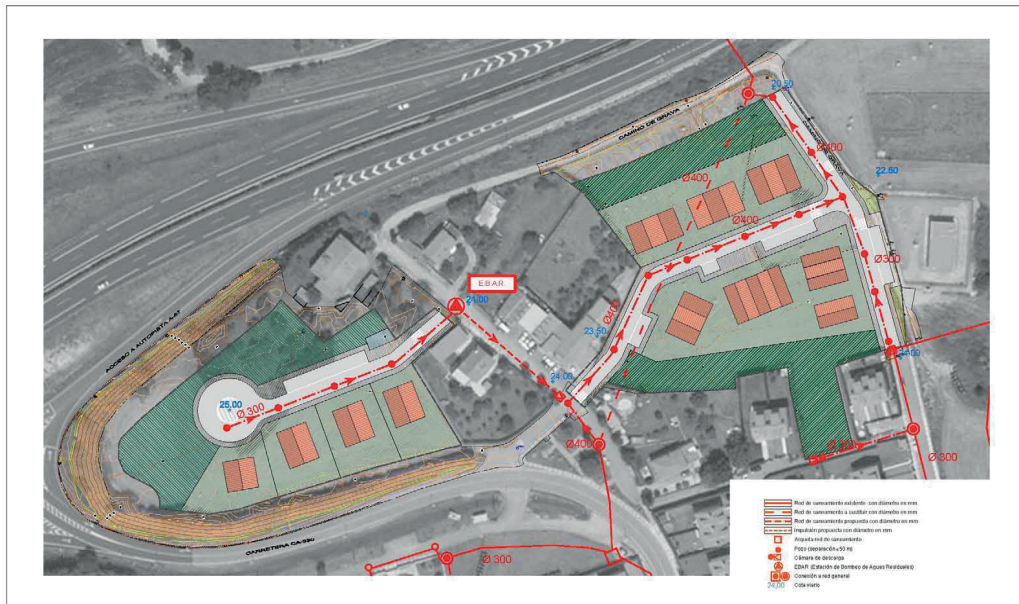 20.50
CAMINO DE GRAVA
Ø400
22.50
Ø400
Ø400
Ø300
E.B.A.R.
24.00
ACCESO A AUTOPISTA A-67
Ø400
23.50
24.00
24.00
25.00
Ø 300
Ø400
Ø 300
Ø 300
CARRETERA CA-330
Ø 300
Red de saneamiento existente con diámetro en mm
Red de saneamiento a sustituir con diámetro en mm
Red de saneamiento propuesta con diámetro en mm
Impulsión propuesta con diámetro en mm
Arqueta red de saneamiento
Pozo (separación ≤50 m)
Cámara de descarga
EBAR (Estación de Bombeo de Aguas Residuales)
Conexión a red general
24,00 Cota viario